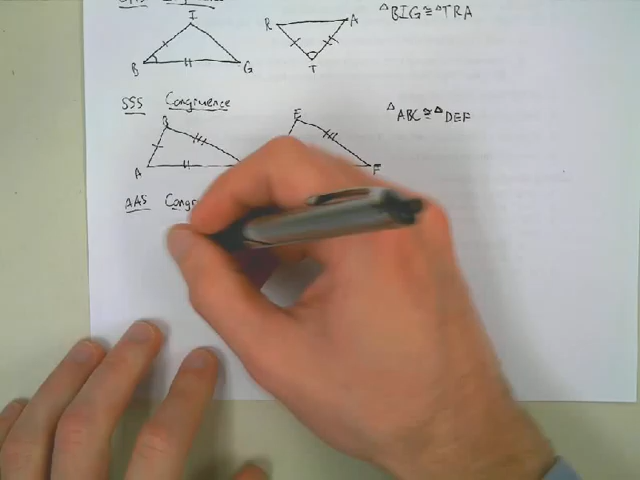 I R A △BIG≅△TRA
B G T
SSS Congruence
B E △ABC≅△DEF
A F
AAS